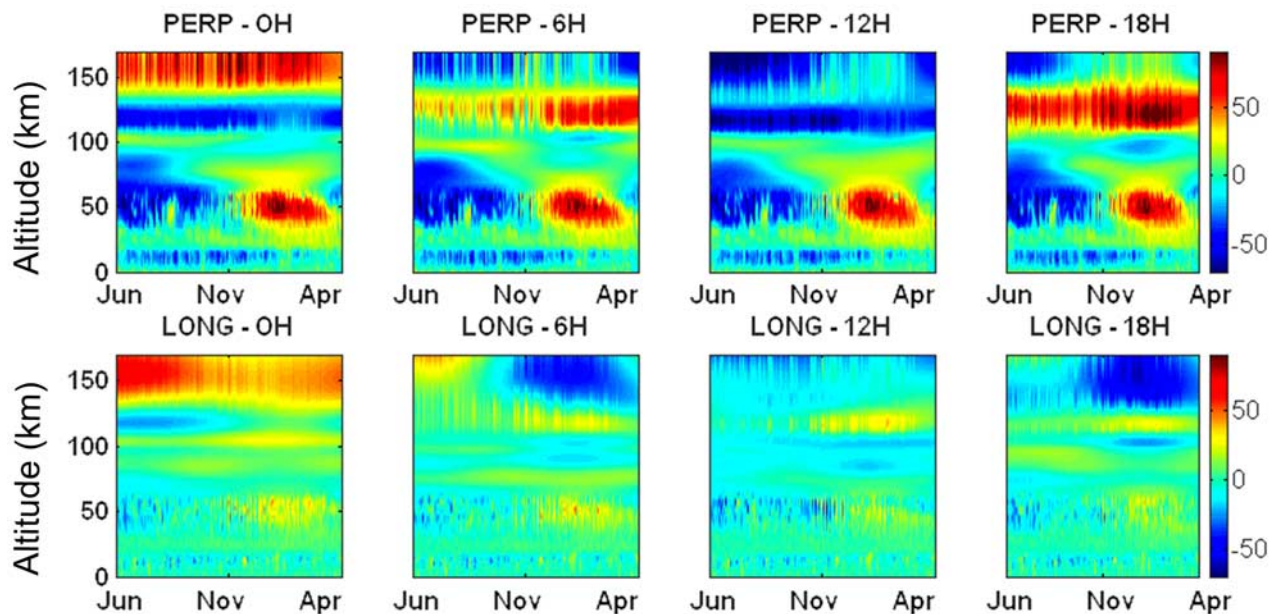 PERP - 0H PERP - 6H PERP - 12H PERP - 18H
Altitude (km)
150
100
50
0
50
0
-50
Jun Nov Apr Jun Nov Apr Jun Nov Apr Jun Nov Apr
LONG - 0H LONG - 6H LONG - 12H LONG - 18H
Altitude (km)
150
100
50
0
50
0
-50
Jun Nov Apr Jun Nov Apr Jun Nov Apr Jun Nov Apr